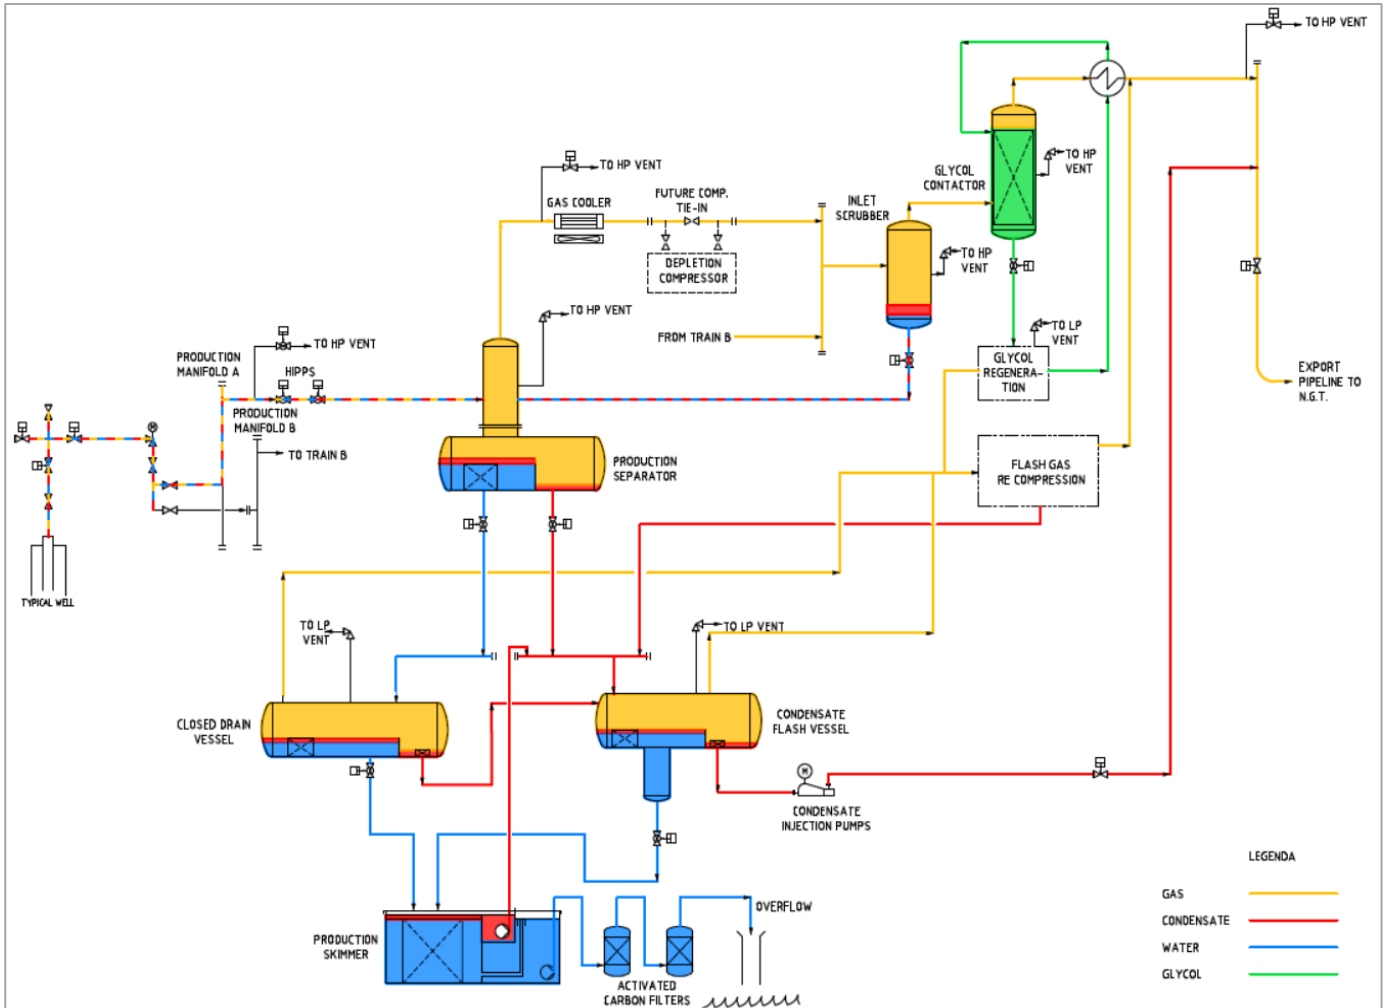 TO HP VENT
TO HP VENT
GAS COOLER
FUTURE COMP.
TIE-IN
DEPLETION
COMPRESSOR
INLET
SCRUBBER
GLYCOL
CONTACTOR
TO HP
VENT
TO HP
VENT
TO HP VENT
FROM TRAIN B
TO LP
VENT
GLYCOL
REGENERA-
TION
EXPORT
PIPELINE TO
N.G.T.
PRODUCTION
MANIFOLD A
TO HP VENT
HIPPS
PRODUCTION
MANIFOLD B
M
TO TRAIN B
PRODUCTION
SEPARATOR
FLASH GAS
RE COMPRESSION
TYPICAL WELL
TO LP
VENT
TO LP VENT
CLOSED DRAIN
VESSEL
CONDENSATE
FLASH VESSEL
M
CONDENSATE
INJECTION PUMPS
PRODUCTION
SKIMMER
OVERFLOW
ACTIVATED
CARBON FILTERS
LEGENDA
GAS
CONDENSATE
WATER
GLYCOL